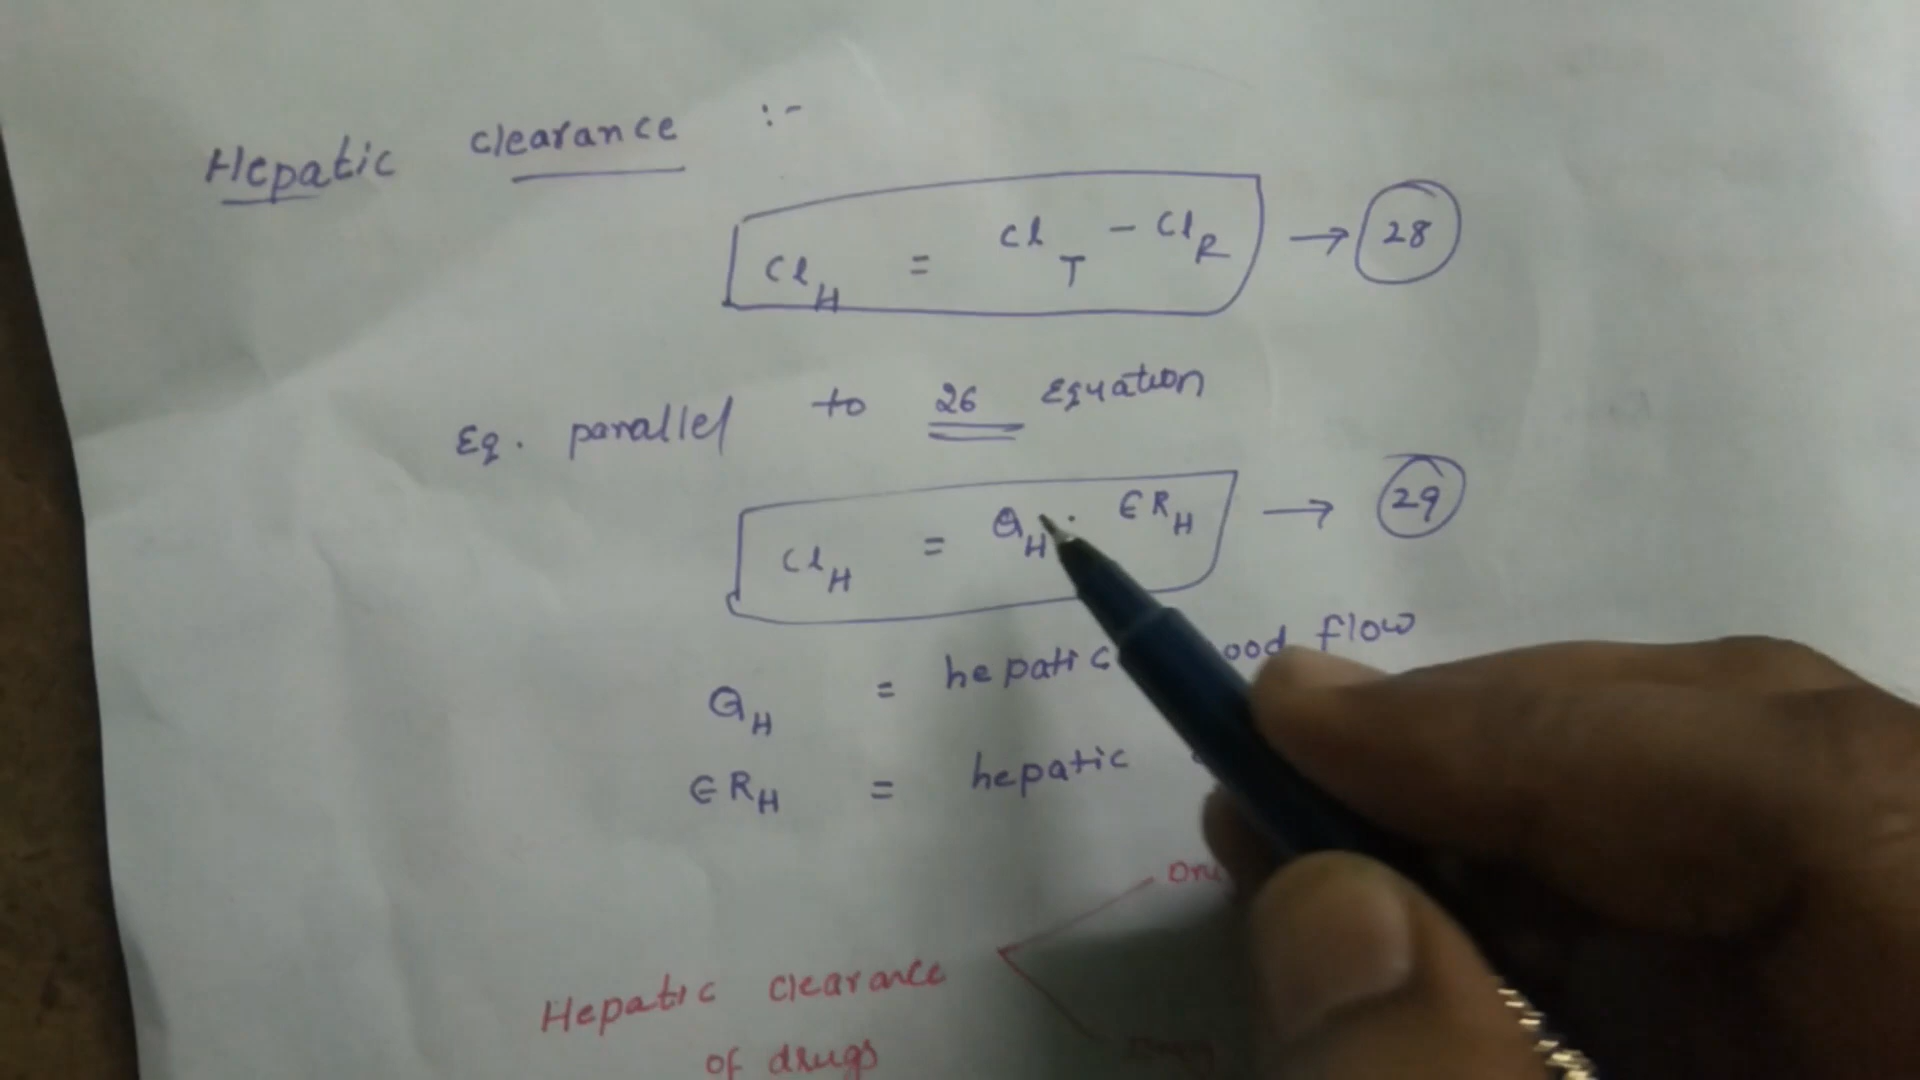 Hepatic clearance :-
Cl_H = Cl_T - Cl_R → 28
Eq. parallel to 26 Equation
Cl_H = Q_H . ER_H → 29
Q_H = hepatic flow
ER_H = hepatic
Hepatic clearance
of drugs